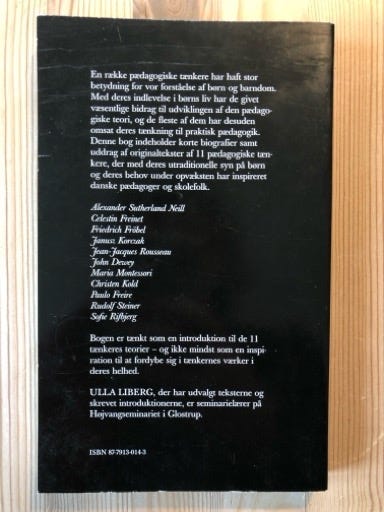 En række pædagogiske tænkere har haft stor
betydning for vor forståelse af børn og barndom.
Med deres indlevelse i børns liv har de givet
væsentlige bidrag til udviklingen af den pædago-
giske teori, og de fleste af dem har desuden
omsat deres tænkning til praktisk pædagogik.
Denne bog indeholder korte biografier samt
uddrag af originaltekster af 11 pædagogiske tæn-
kere, der med deres utraditionelle syn på børn
og deres behov under opvæksten har inspireret
danske pædagoger og skolefolk.
Alexander Sutherland Neill
Celestin Freinet
Friedrich Fröbel
Janusz Korczak
Jean-Jacques Rousseau
John Dewey
Maria Montessori
Christen Kold
Paulo Freire
Rudolf Steiner
Sofie Rifbjerg
Bogen er tænkt som en introduktion til de 11
tænkeres teorier – og ikke mindst som en inspi-
ration til at fordybe sig i tænkernes værker i
deres helhed.
ULLA LIBERG, der har udvalgt teksterne og
skrevet introduktionerne, er seminarielærer på
Højvangseminariet i Glostrup.
ISBN 87-7913-014-3